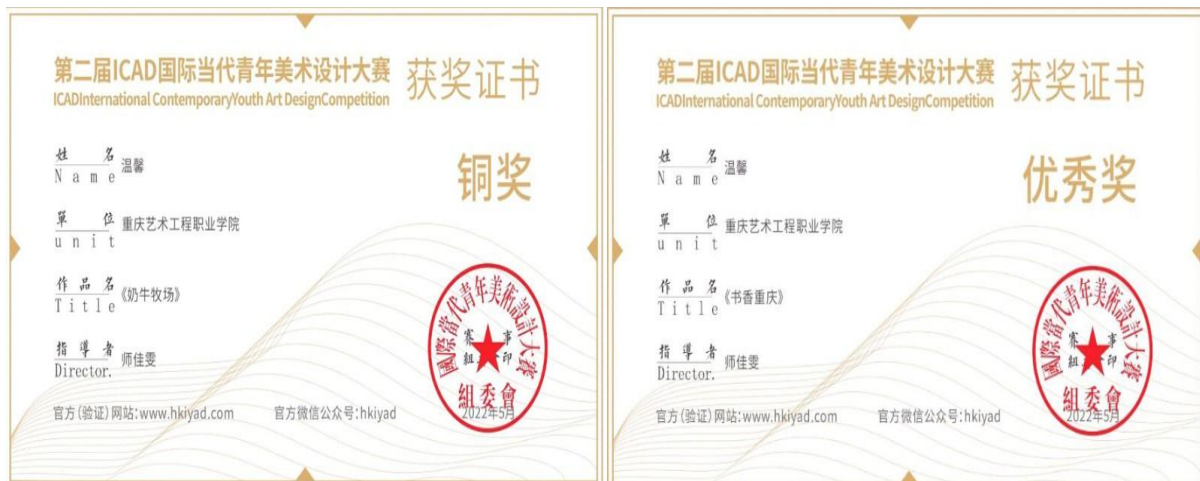 第二届ICAD国际当代青年美术设计大赛 获奖证书
ICADInternational ContemporaryYouth Art DesignCompetition
姓 名 温馨
Name
铜奖
單 位 重庆艺术工程职业学院
unit
作 品 名 《奶牛牧场》
Title
指 導 者 师佳雯
Director.
國際當代青年美術設計大賽
賽 事
組 印
組委會
官方（验证）网站：www.hkiyad.com 官方微信公众号：hkiyad 2022年5月
第二届ICAD国际当代青年美术设计大赛 获奖证书
ICADInternational ContemporaryYouth Art DesignCompetition
姓 名 温馨
Name
优秀奖
單 位 重庆艺术工程职业学院
unit
作 品 名 《书香重庆》
Title
指 導 者 师佳雯
Director.
國際當代青年美術設計大賽
賽 事
組 印
組委會
官方（验证）网站：www.hkiyad.com 官方微信公众号：hkiyad 2022年5月